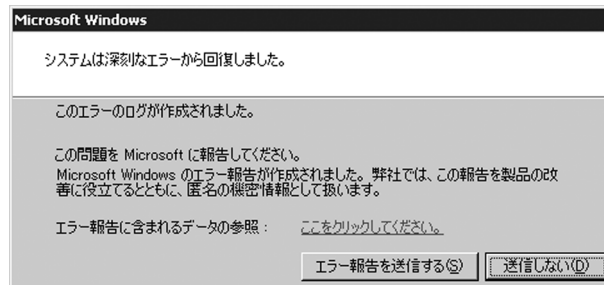 Microsoft Windows
システムは深刻なエラーから回復しました。
このエラーのログが作成されました。
この問題を Microsoft に報告してください。
Microsoft Windows のエラー報告が作成されました。弊社では、この報告を製品の改
善に役立てるとともに、匿名の機密情報として扱います。
エラー報告に含まれるデータの参照： ここをクリックしてください。
エラー報告を送信する(S) 送信しない(D)